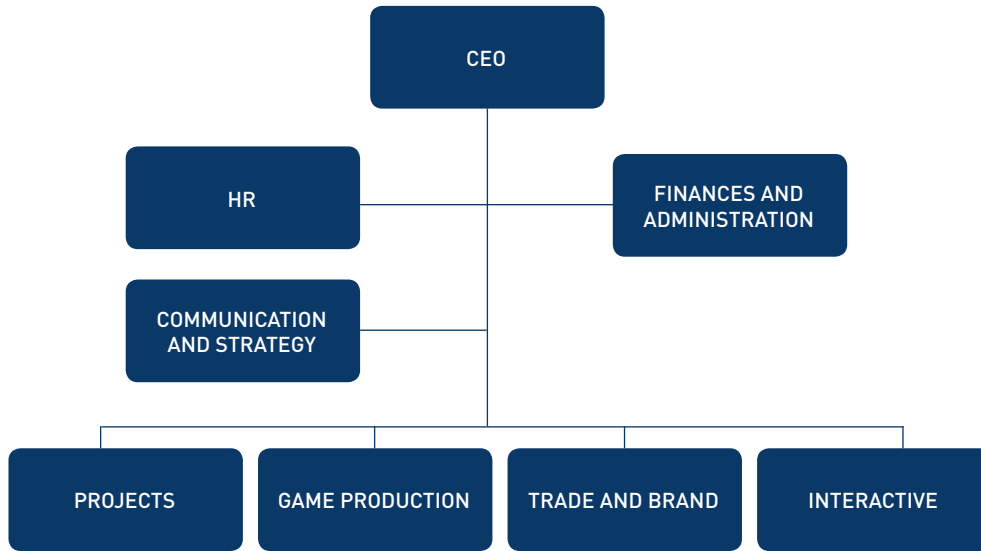 CEO
HR
FINANCES AND
ADMINISTRATION
COMMUNICATION
AND STRATEGY
PROJECTS
GAME PRODUCTION
TRADE AND BRAND
INTERACTIVE